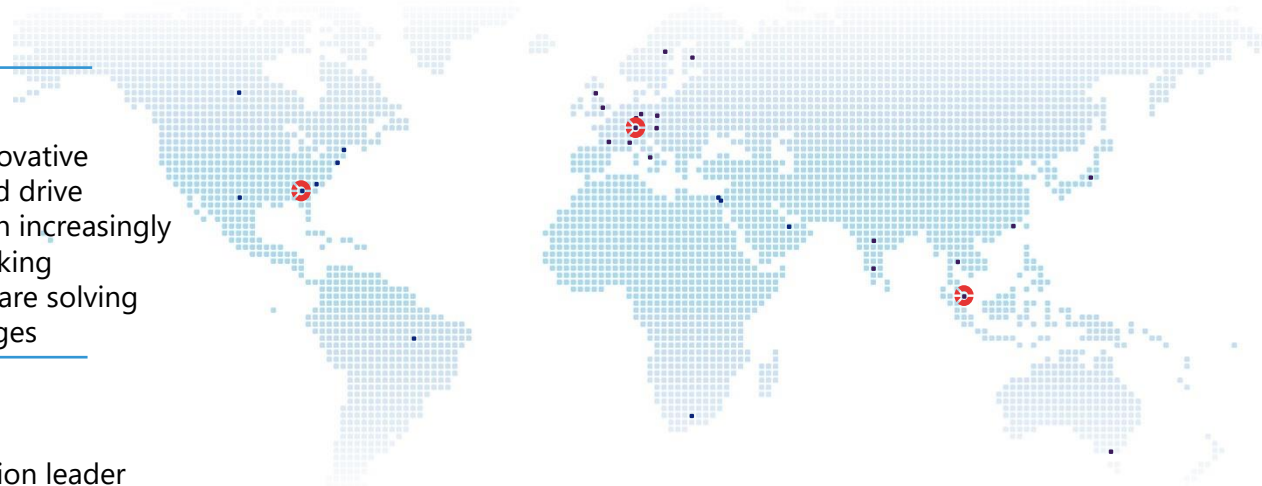 ovative
d drive
n increasingly
king
are solving
ges
ion leader